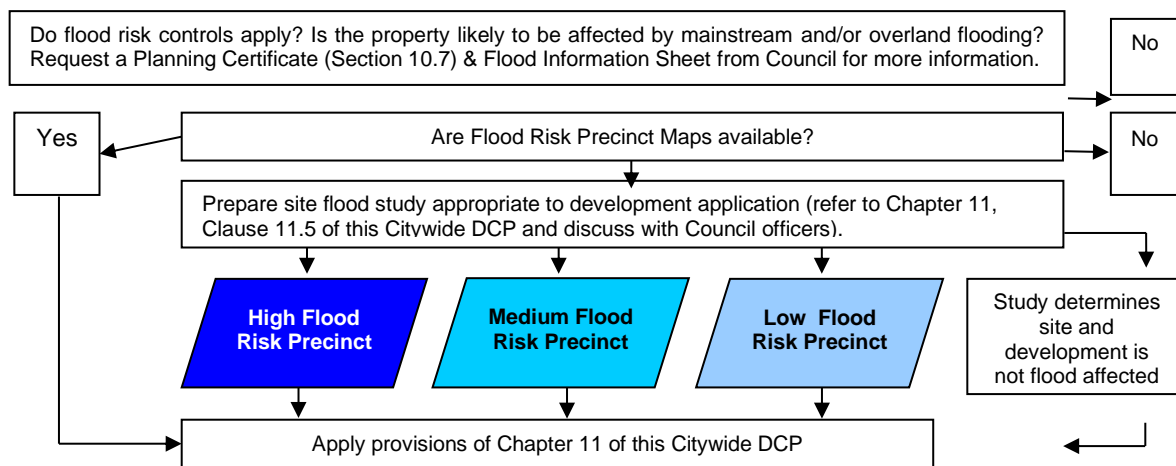 Do flood risk controls apply? Is the property likely to be affected by mainstream and/or overland flooding?
Request a Planning Certificate (Section 10.7) & Flood Information Sheet from Council for more information.
No
Yes
Are Flood Risk Precinct Maps available?
No
Prepare site flood study appropriate to development application (refer to Chapter 11,
Clause 11.5 of this Citywide DCP and discuss with Council officers).
High Flood
Risk Precinct
Medium Flood
Risk Precinct
Low Flood
Risk Precinct
Study determines
site and
development is
not flood affected
Apply provisions of Chapter 11 of this Citywide DCP